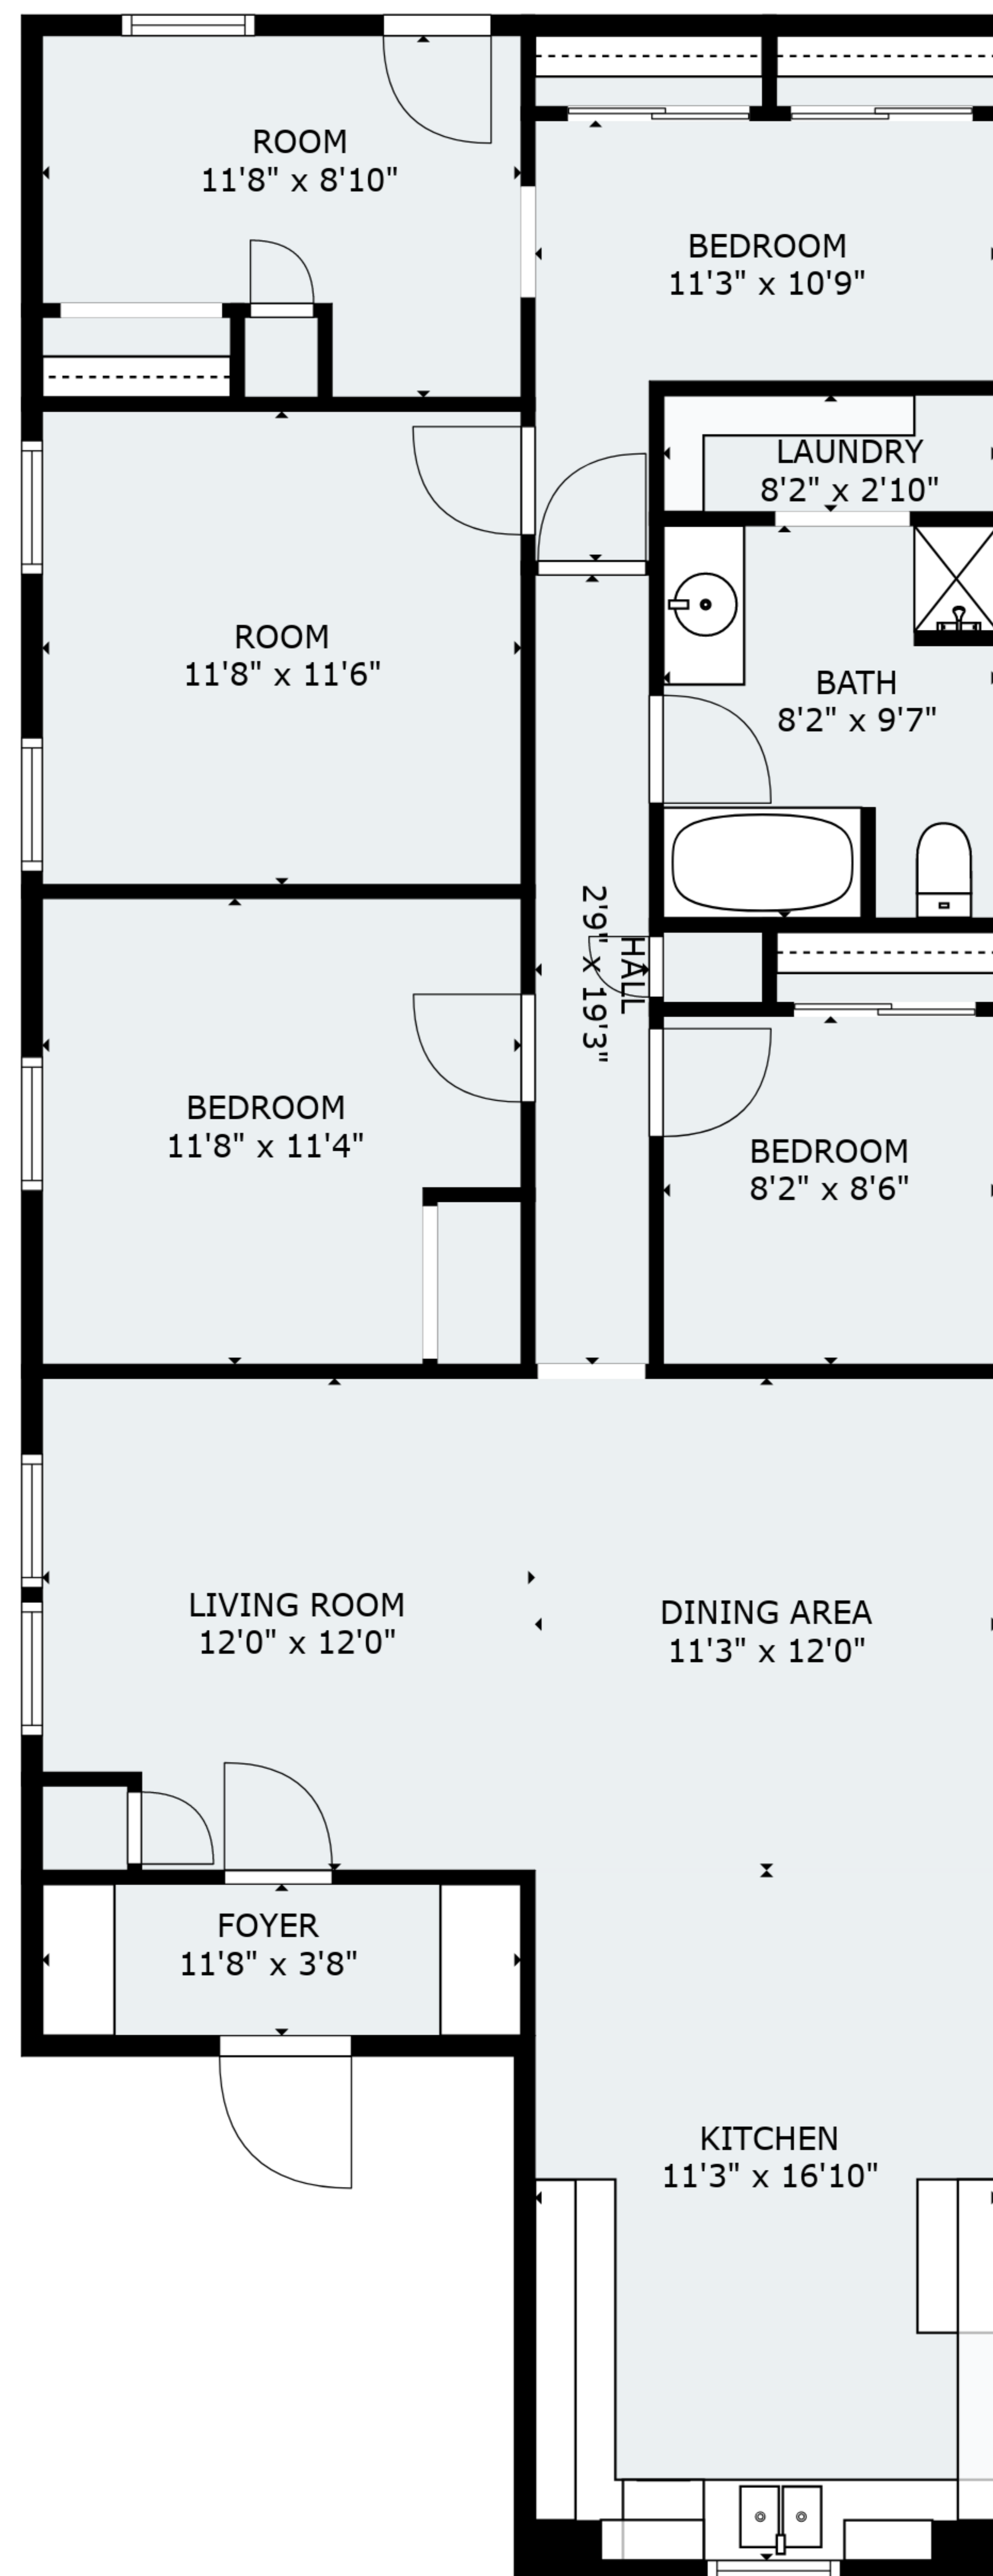 ROOM
11'8" x 8'10"
BEDROOM
11'3" x 10'9"
LAUNDRY
8'2" x 2'10"
ROOM
11'8" x 11'6"
BATH
8'2" x 9'7"
HALL
2'9" x 19'3"
BEDROOM
11'8" x 11'4"
BEDROOM
8'2" x 8'6"
LIVING ROOM
12'0" x 12'0"
DINING AREA
11'3" x 12'0"
FOYER
11'8" x 3'8"
KITCHEN
11'3" x 16'10"